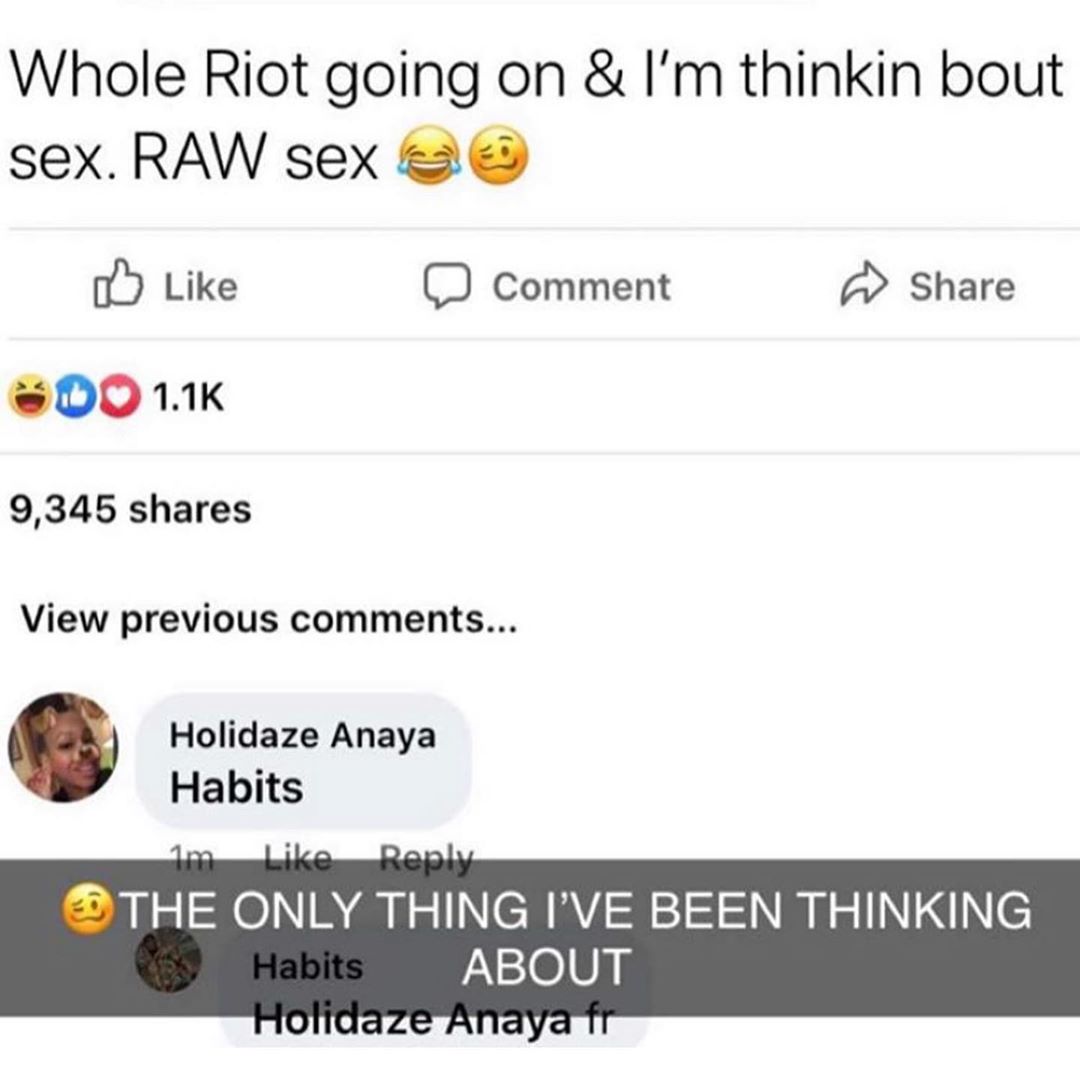 Whole Riot going on & I'm thinkin bout
sex. RAW sex 😂🥴
Like Comment Share
1.1K
9,345 shares
View previous comments...
Holidaze Anaya
Habits
1m Like Reply
🥴THE ONLY THING I'VE BEEN THINKING
ABOUT
Habits
Holidaze Anaya fr